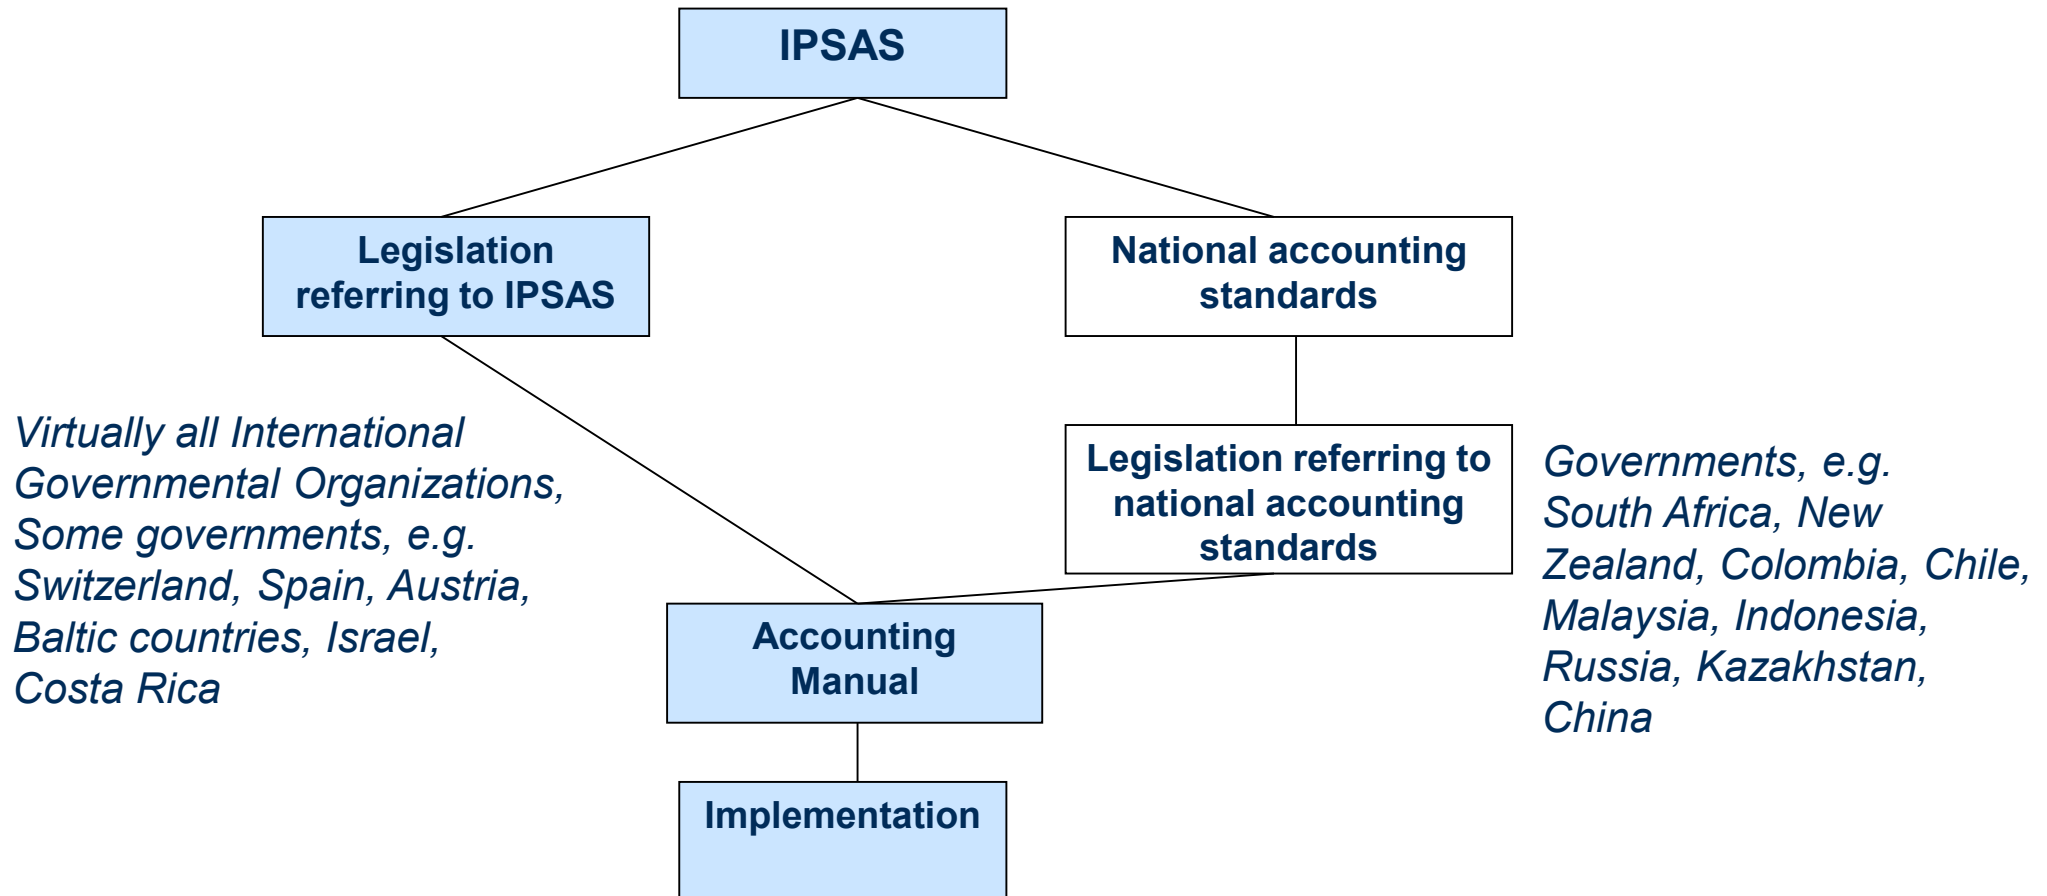 IPSAS
Legislation
referring to IPSAS
National accounting
standards
Virtually all International
Governmental Organizations,
Some governments, e.g.
Switzerland, Spain, Austria,
Baltic countries, Israel,
Costa Rica
Legislation referring to
national accounting
standards
Governments, e.g.
South Africa, New
Zealand, Colombia, Chile,
Malaysia, Indonesia,
Russia, Kazakhstan,
China
Accounting
Manual
Implementation